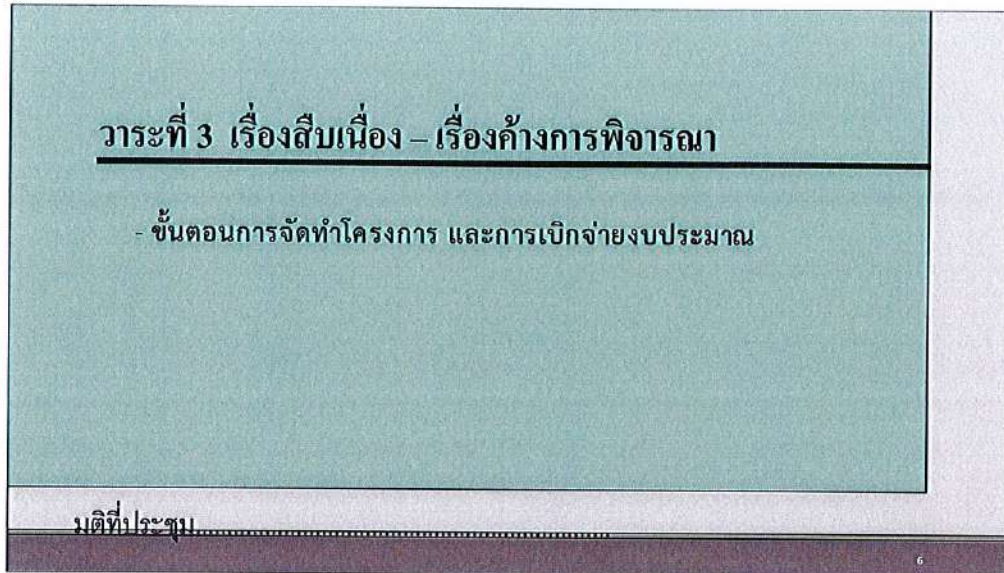 วาระที่ 3 เรื่องสืบเนื่อง – เรื่องค้างการพิจารณา
- ขั้นตอนการจัดทำโครงการ และการเบิกจ่ายงบประมาณ
มติที่ประชุม............................................................
6